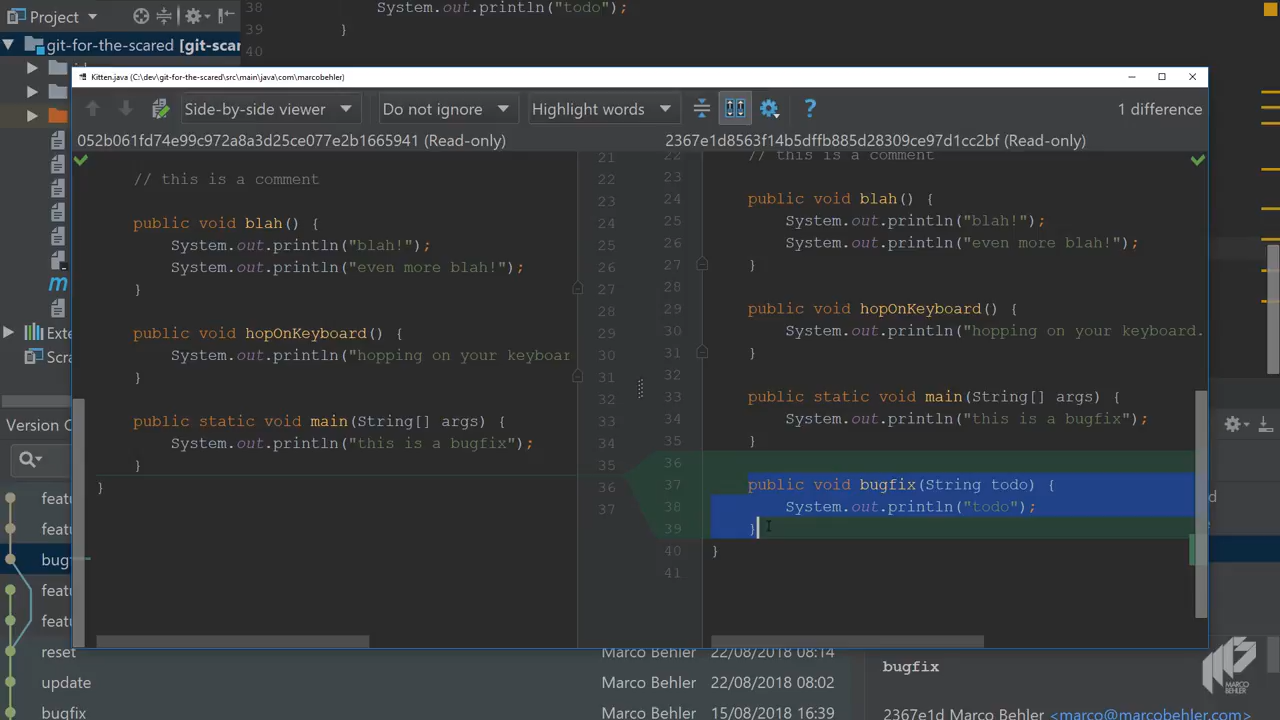 Project
38
System.out.println("todo");
39
}
40
git-for-the-scared [git-scar
Kitten.java (C:\dev\git-for-the-scared\src\main\java\com\marcobehler)
Side-by-side viewer
Do not ignore
Highlight words
?
1 difference
052b061fd74e99c972a8a3d25ce077e2b1665941 (Read-only)
2367e1d8563f14b5dffb885d28309ce97d1cc2bf (Read-only)
21
22
// this is a comment
22
// this is a comment
23
23
24
public void blah() {
24
public void blah() {
25
System.out.println("blah!");
25
System.out.println("blah!");
26
System.out.println("even more blah!");
26
System.out.println("even more blah!");
27
}
27
}
28
28
29
public void hopOnKeyboard() {
29
public void hopOnKeyboard() {
30
System.out.println("hopping on your keyboar
30
System.out.println("hopping on your keyboard.
31
}
31
}
32
32
33
public static void main(String[] args) {
33
public static void main(String[] args) {
34
System.out.println("this is a bugfix");
34
System.out.println("this is a bugfix");
35
}
35
}
36
}
36
37
37
public void bugfix(String todo) {
38
System.out.println("todo");
39
}
40
}
41
m
Exte
Scra
Version C
featu
featu
bugf
featu
featu
reset
Marco Behler
22/08/2018 08:14
update
Marco Behler
22/08/2018 08:02
bugfix
Marco Behler
15/08/2018 16:39
bugfix
2367e1d Marco Behler <marco@marcobehler.com>
MARCO
BEHLER